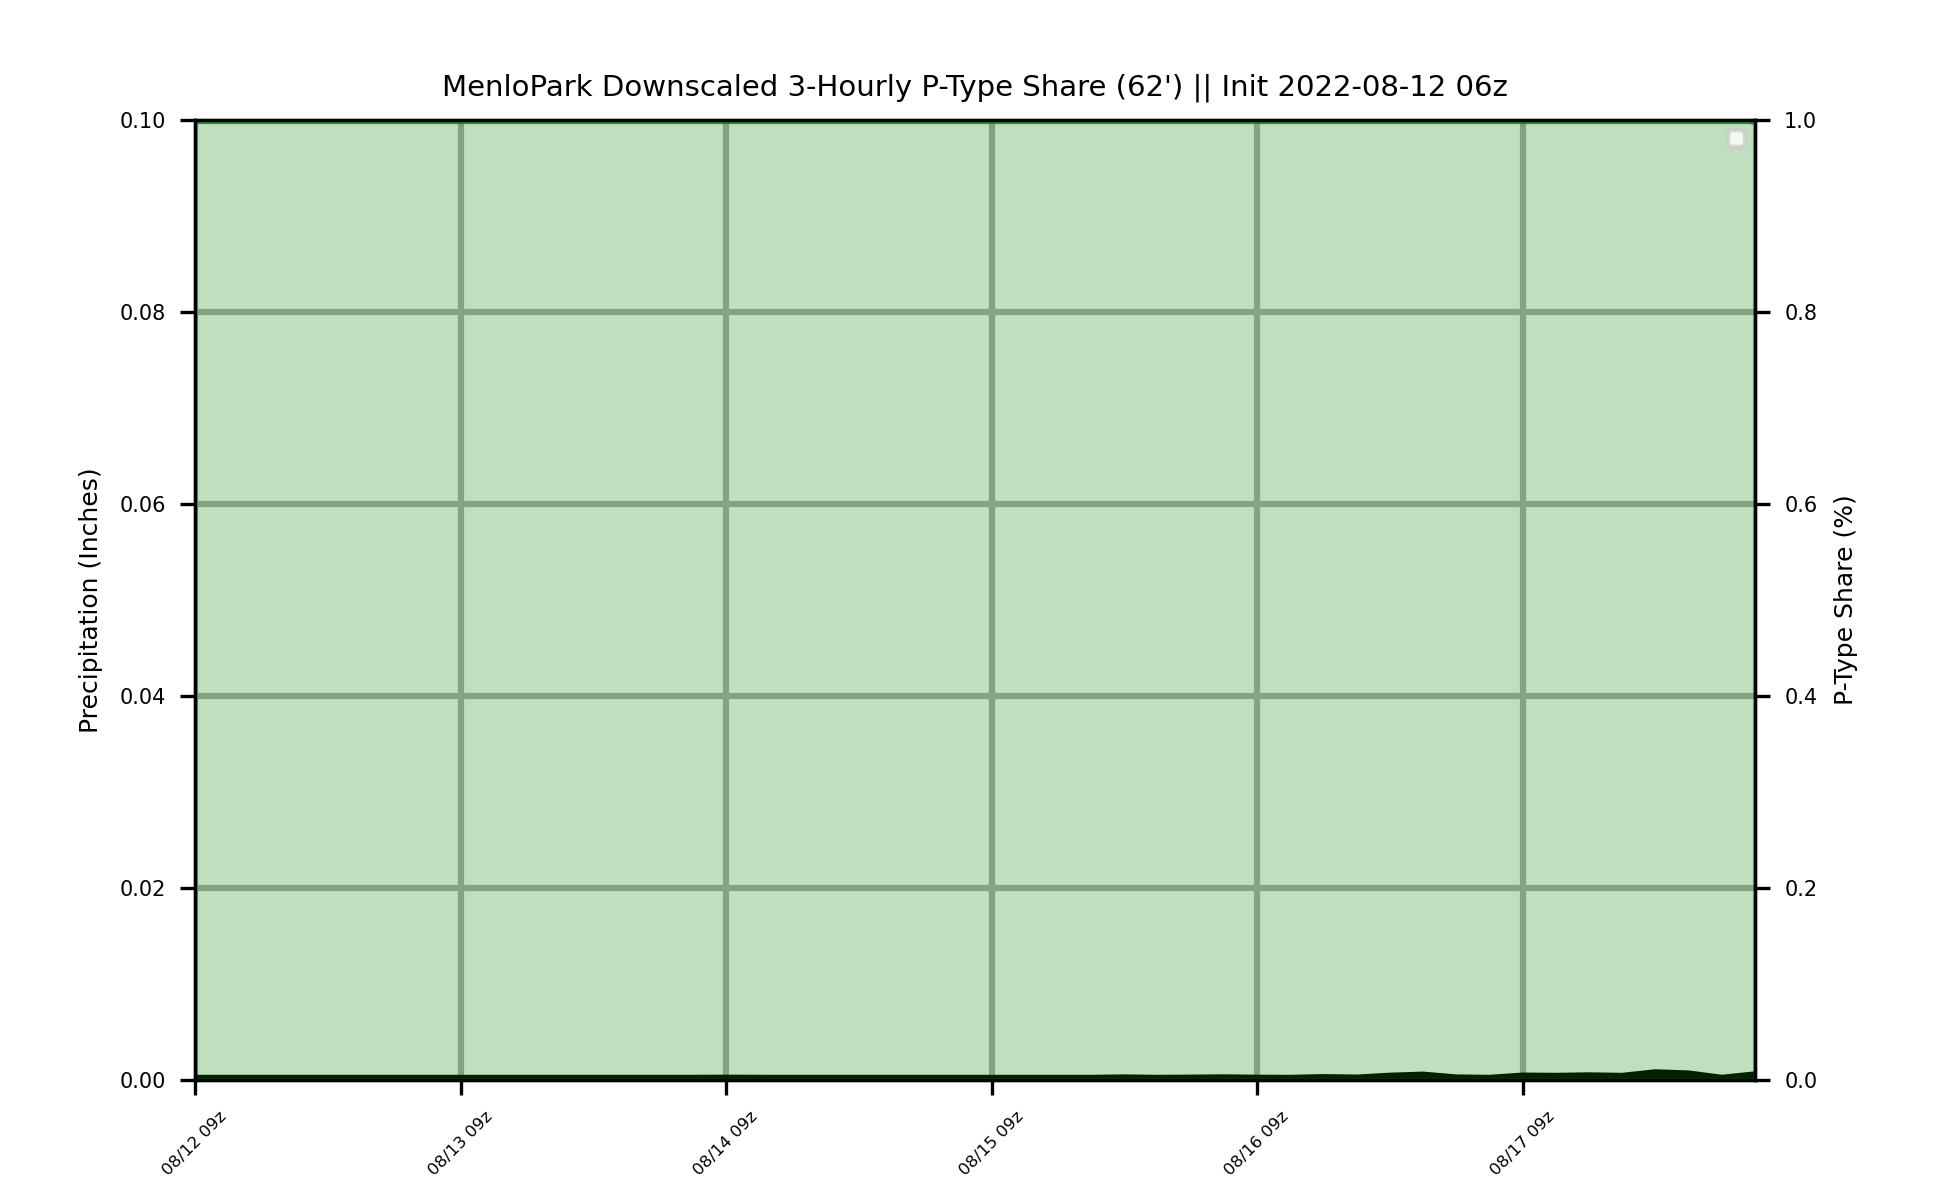 MenloPark Downscaled 3-Hourly P-Type Share (62') || Init 2022-08-12 06z
0.10
0.08
0.06
0.04
0.02
0.00
Precipitation (Inches)
1.0
0.8
0.6
0.4
0.2
0.0
P-Type Share (%)
08/12 09z
08/13 09z
08/14 09z
08/15 09z
08/16 09z
08/17 09z